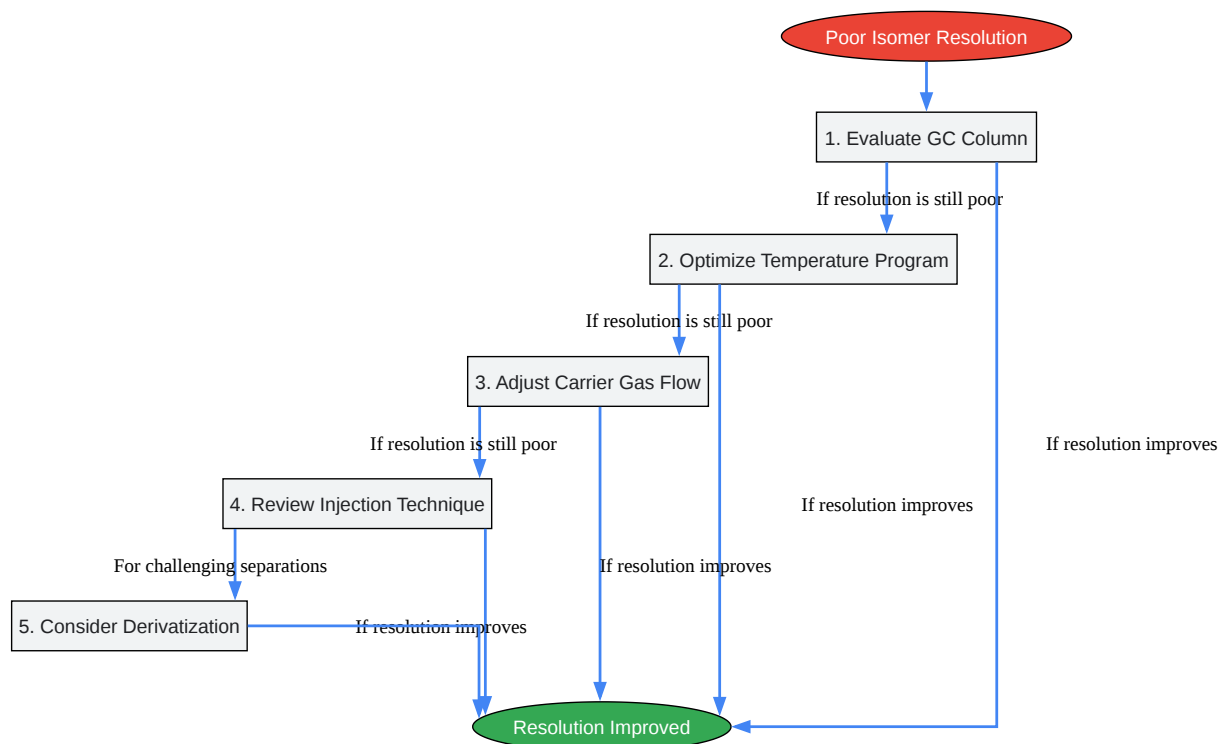 Poor Isomer Resolution
1. Evaluate GC Column
If resolution is still poor
2. Optimize Temperature Program
If resolution is still poor
3. Adjust Carrier Gas Flow
If resolution is still poor
If resolution improves
4. Review Injection Technique
If resolution improves
For challenging separations
If resolution improves
5. Consider Derivatization
If resolution improves
Resolution Improved